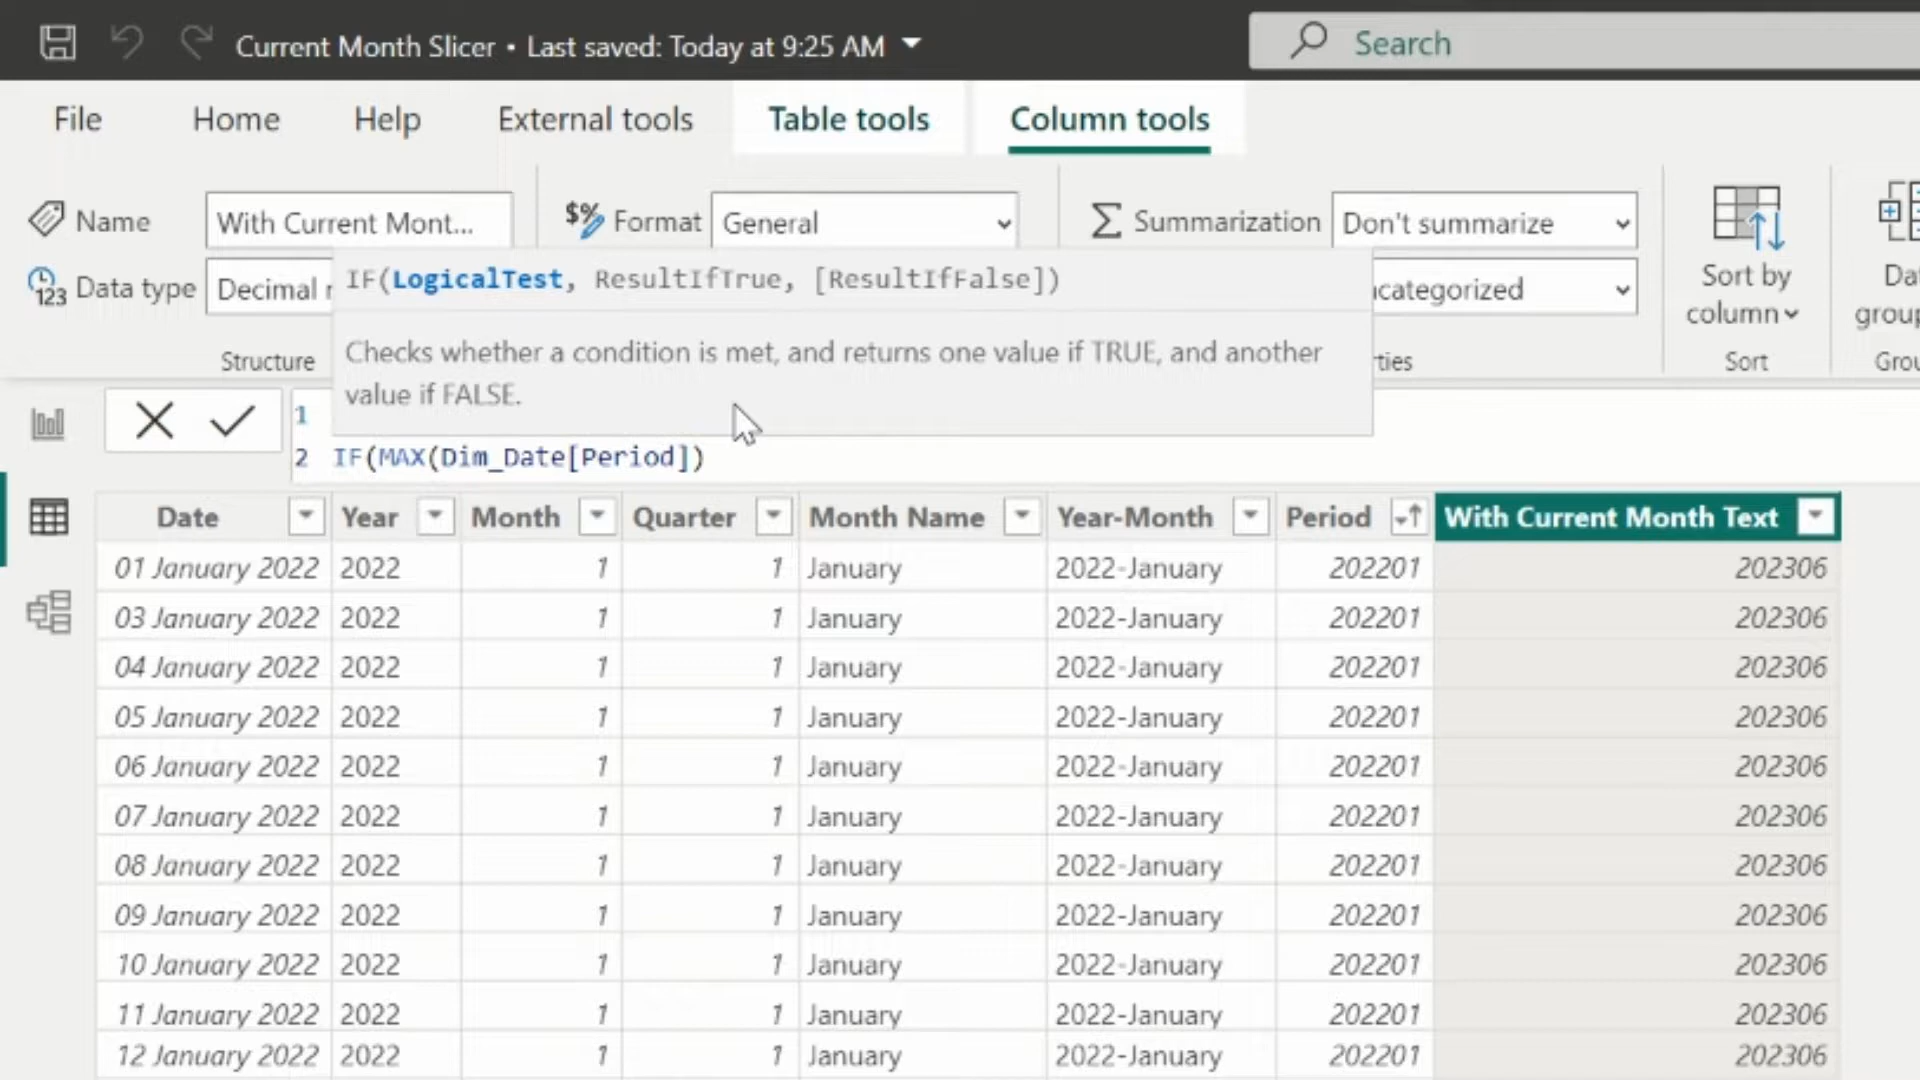 Current Month Slicer • Last saved: Today at 9:25 AM
Search
File Home Help External tools Table tools Column tools
Name With Current Mont... $% Format General Σ Summarization Don't summarize
123 Data type Decimal
IF(LogicalTest, ResultIfTrue, [ResultIfFalse])
Checks whether a condition is met, and returns one value if TRUE, and another
value if FALSE.
Sort by
column
Structure Sort
1
2 IF(MAX(Dim_Date[Period])
Date Year Month Quarter Month Name Year-Month Period With Current Month Text
01 January 2022 2022 1 1 January 2022-January 202201 202306
03 January 2022 2022 1 1 January 2022-January 202201 202306
04 January 2022 2022 1 1 January 2022-January 202201 202306
05 January 2022 2022 1 1 January 2022-January 202201 202306
06 January 2022 2022 1 1 January 2022-January 202201 202306
07 January 2022 2022 1 1 January 2022-January 202201 202306
08 January 2022 2022 1 1 January 2022-January 202201 202306
09 January 2022 2022 1 1 January 2022-January 202201 202306
10 January 2022 2022 1 1 January 2022-January 202201 202306
11 January 2022 2022 1 1 January 2022-January 202201 202306
12 January 2022 2022 1 1 January 2022-January 202201 202306